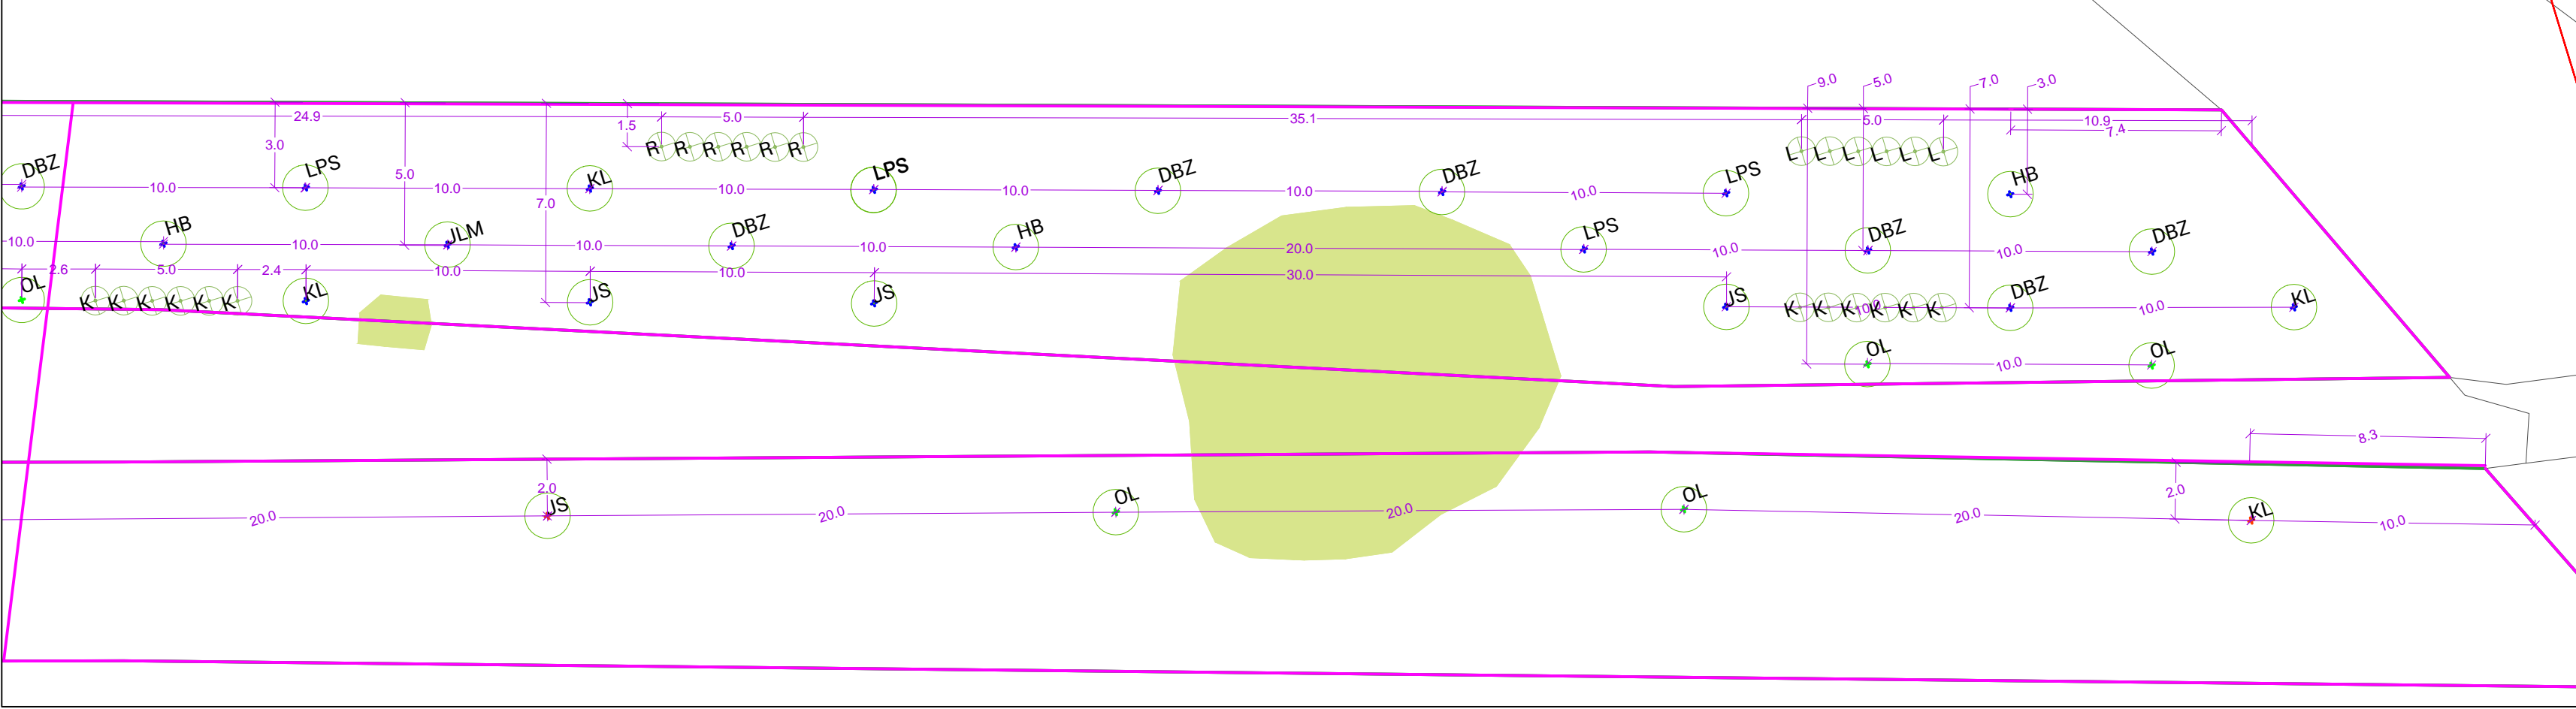 9.0 5.0 7.0 3.0
24.9 5.0 35.1 5.0 10.9
1.5 7.4
3.0 R R R R R R L L L L L L
DBZ LPS KL LPS DBZ DBZ LPS HB
10.0 5.0 10.0 10.0 10.0 10.0 10.0
7.0
HB JLM DBZ HB LPS DBZ DBZ
10.0 10.0 10.0 10.0 20.0 10.0 10.0
2.6 5.0 2.4 10.0 10.0 30.0
OL K K K K K K KL JS JS JS K K K K K K DBZ KL
10.0 10.0
OL OL
10.0
8.3
2.0 2.0
JS OL OL KL
20.0 20.0 20.0 20.0 10.0